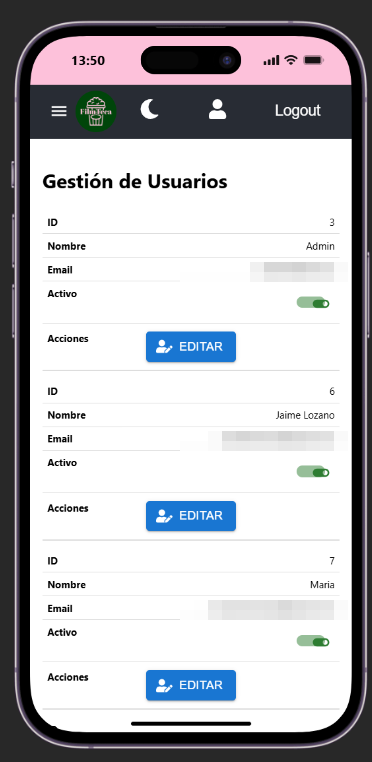 13:50
FilmTeca
Logout
Gestión de Usuarios
ID 3
Nombre Admin
Email
Activo
Acciones EDITAR
ID 6
Nombre Jaime Lozano
Email
Activo
Acciones EDITAR
ID 7
Nombre Maria
Email
Activo
Acciones EDITAR